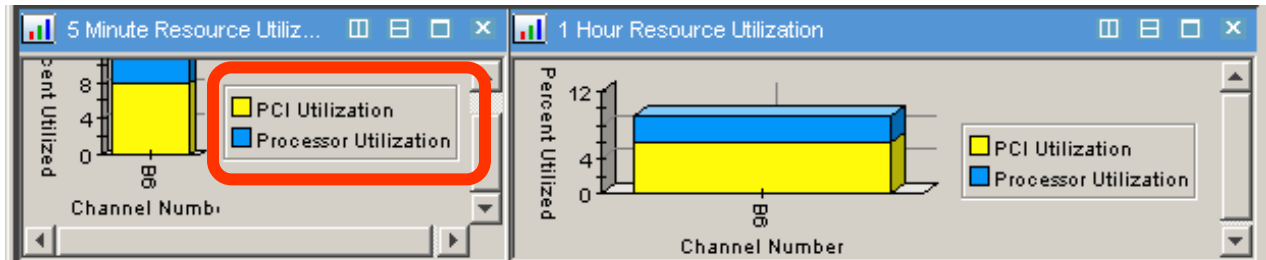 5 Minute Resource Utiliz...
cent Utilized
8
4
0
B6
Channel Numb
PCI Utilization
Processor Utilization
1 Hour Resource Utilization
Percent Utilized
12
4
0
B6
Channel Number
PCI Utilization
Processor Utilization